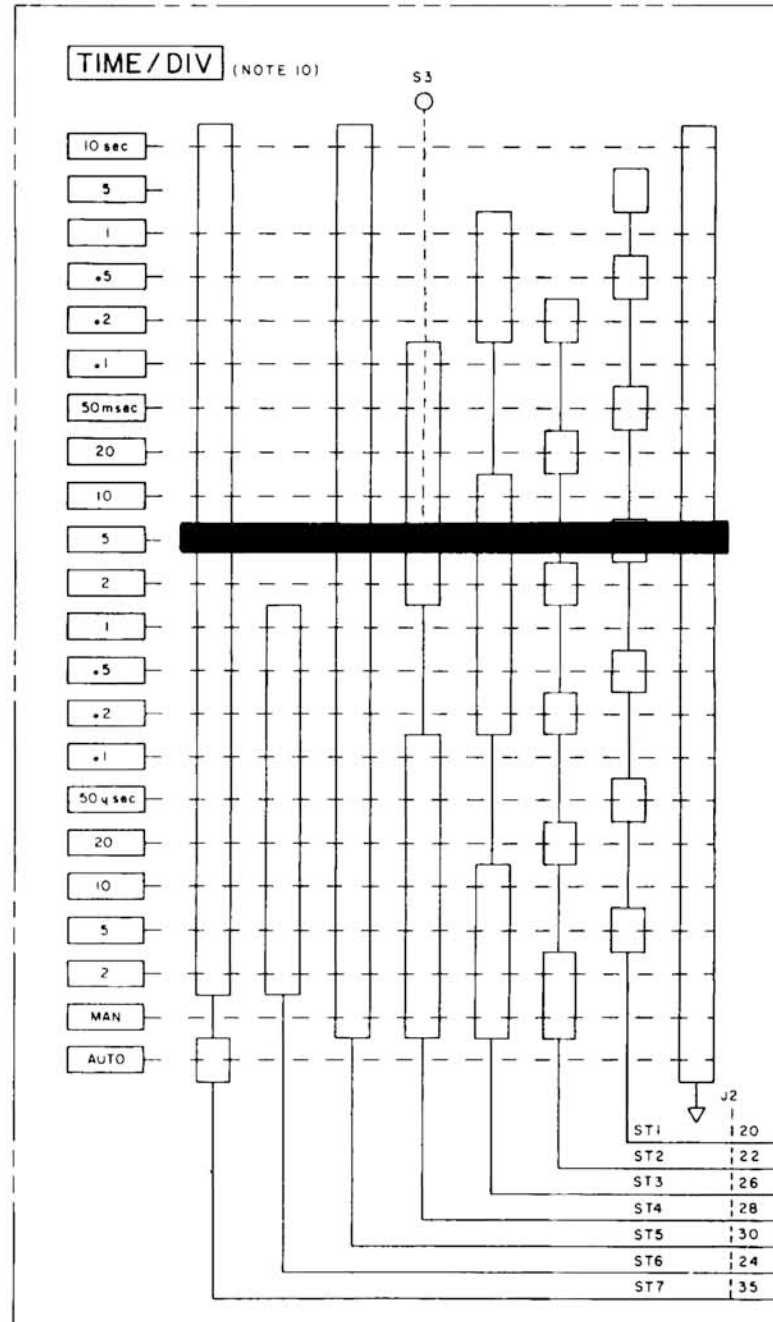 TIME/DIV (NOTE 10)
S3
10 sec
5
1
.5
.2
.1
50 msec
20
10
5
2
1
.5
.2
.1
50 μ sec
20
10
5
2
MAN
AUTO
J2
ST1 20
ST2 22
ST3 26
ST4 28
ST5 30
ST6 24
ST7 35